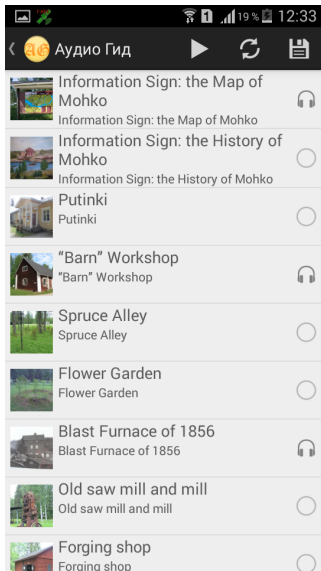 1
19 %
12:33
AG
Аудио Гид
Information Sign: the Map of
Mohko
Information Sign: the Map of Mohko
Information Sign: the History of
Mohko
Information Sign: the History of Mohko
Putinki
Putinki
“Barn” Workshop
“Barn” Workshop
Spruce Alley
Spruce Alley
Flower Garden
Flower Garden
Blast Furnace of 1856
Blast Furnace of 1856
Old saw mill and mill
Old saw mill and mill
Forging shop
Forging shop